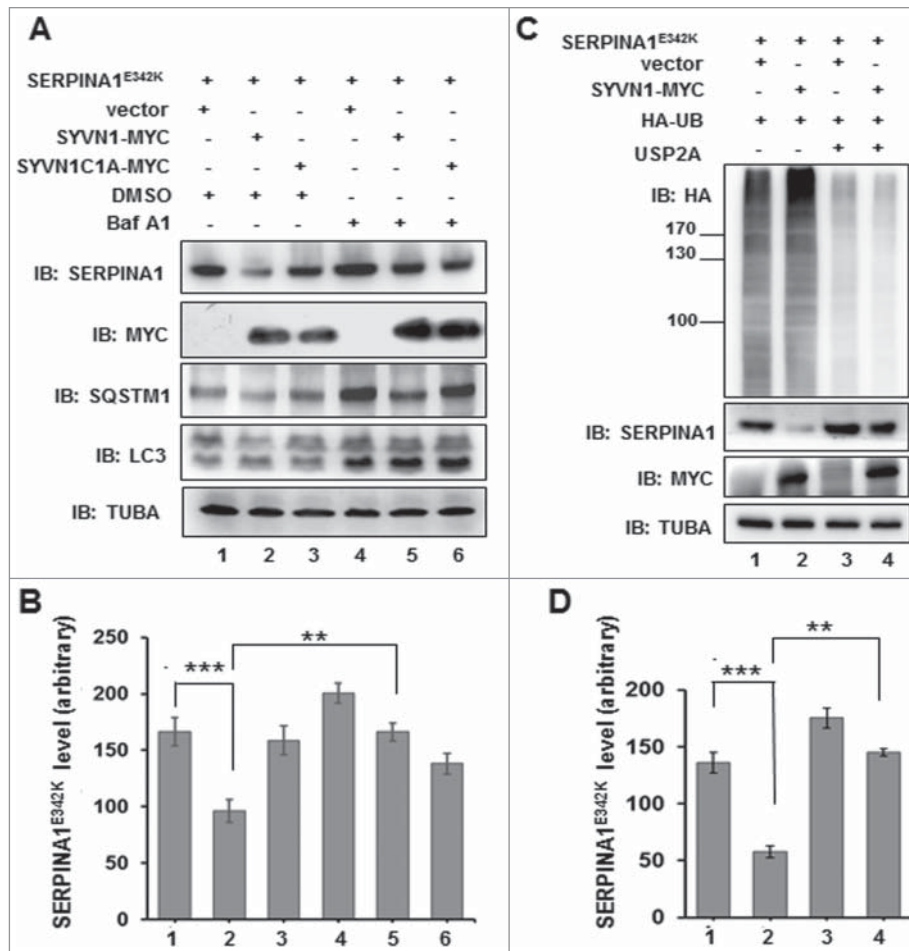 A
SERPINA1E342K + + + + + +
vector + - - + - -
SYVN1-MYC - + - - + -
SYVN1C1A-MYC - - + - - +
DMSO + + + - - -
Baf A1 - - - + + +
IB: SERPINA1
IB: MYC
IB: SQSTM1
IB: LC3
IB: TUBA
1 2 3 4 5 6
C
SERPINA1E342K + + + +
vector + - + -
SYVN1-MYC - + - +
HA-UB + + + +
USP2A - - + +
IB: HA
170
130
100
IB: SERPINA1
IB: MYC
IB: TUBA
1 2 3 4
B
SERPINA1E342K level (arbitrary)
250
200
150
100
50
0
***
**
1 2 3 4 5 6
D
SERPINA1E342K level (arbitrary)
200
150
100
50
0
***
**
1 2 3 4